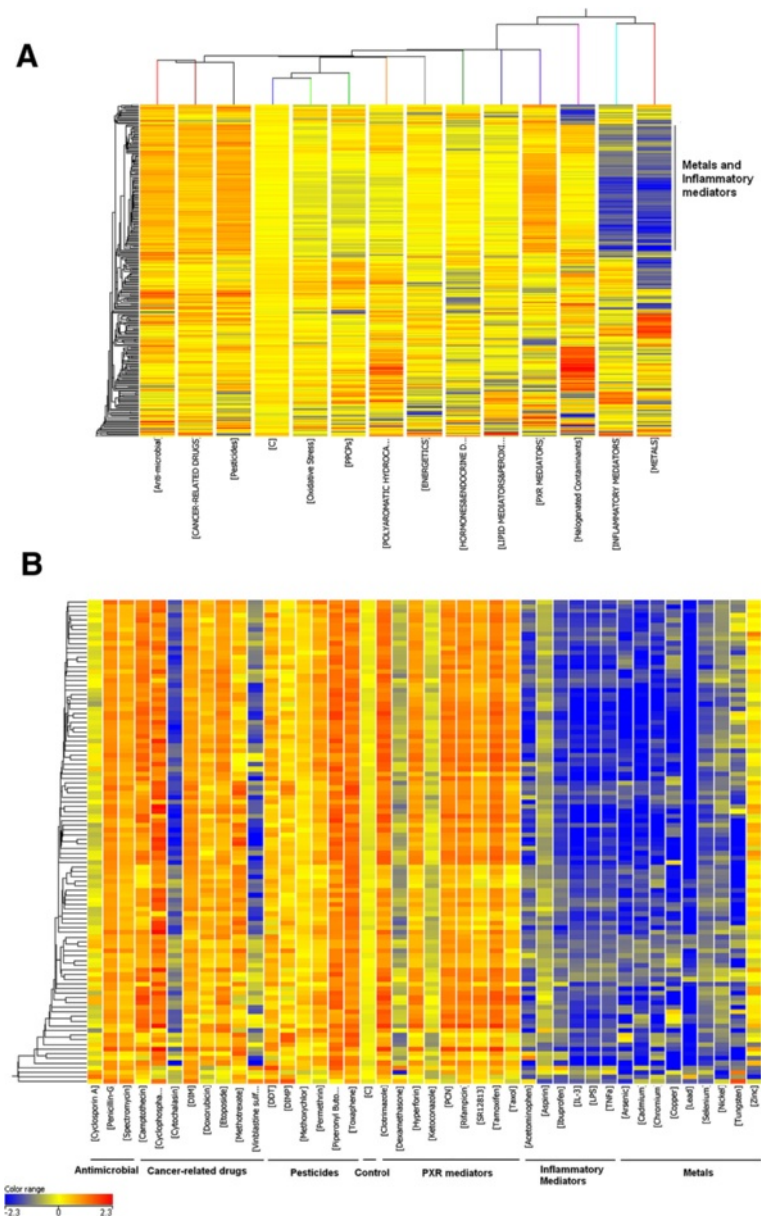 A
Metals and
Inflammatory
mediators
[Anti-microbial]
[CANCER-RELATED DRUGS]
[Pesticides]
[C]
[Oxidative Stress]
[PPCPs]
[POLYAROMATIC HYDROCA...
[ENERGETICS]
[HORMONES&ENDOCRINE D...
[LIPID MEDIATORS&PEROXI...
[PXR MEDIATORS]
[Halogenated Contaminants]
[INFLAMMATORY MEDIATORS
[METALS]
B
[Cyclosporin A]
[Penicillin-G
[Spectromycin]
[Camptothecin]
[Cyclophospha...
[Cytochalasin]
[DIM]
[Doxorubicin]
[Etoposide]
[Methotrexate]
[Vinblastine sulf...
[DDT]
[DIMP]
[Methoxychlor]
[Permethrin]
[Piperonyl Buto...
[Toxaphene]
[C]
[Clotrimazole]
[Dexamethasone]
[Hyperforin]
[Ketoconazole]
[PCN]
[Rifampicin]
[SR12813]
[Tamoxifen]
[Taxol]
[Acetominophen]
[Aspirin]
[Ibuprofen]
[IL-3]
[LPS]
[TNFa]
[Arsenic]
[Cadmium]
[Chromium]
[Copper]
[Lead]
[Selenium]
[Nickel]
[Tungsten]
[Zinc]
Antimicrobial Cancer-related drugs Pesticides Control PXR mediators Inflammatory Mediators Metals
Color range
-2.3 0 2.3